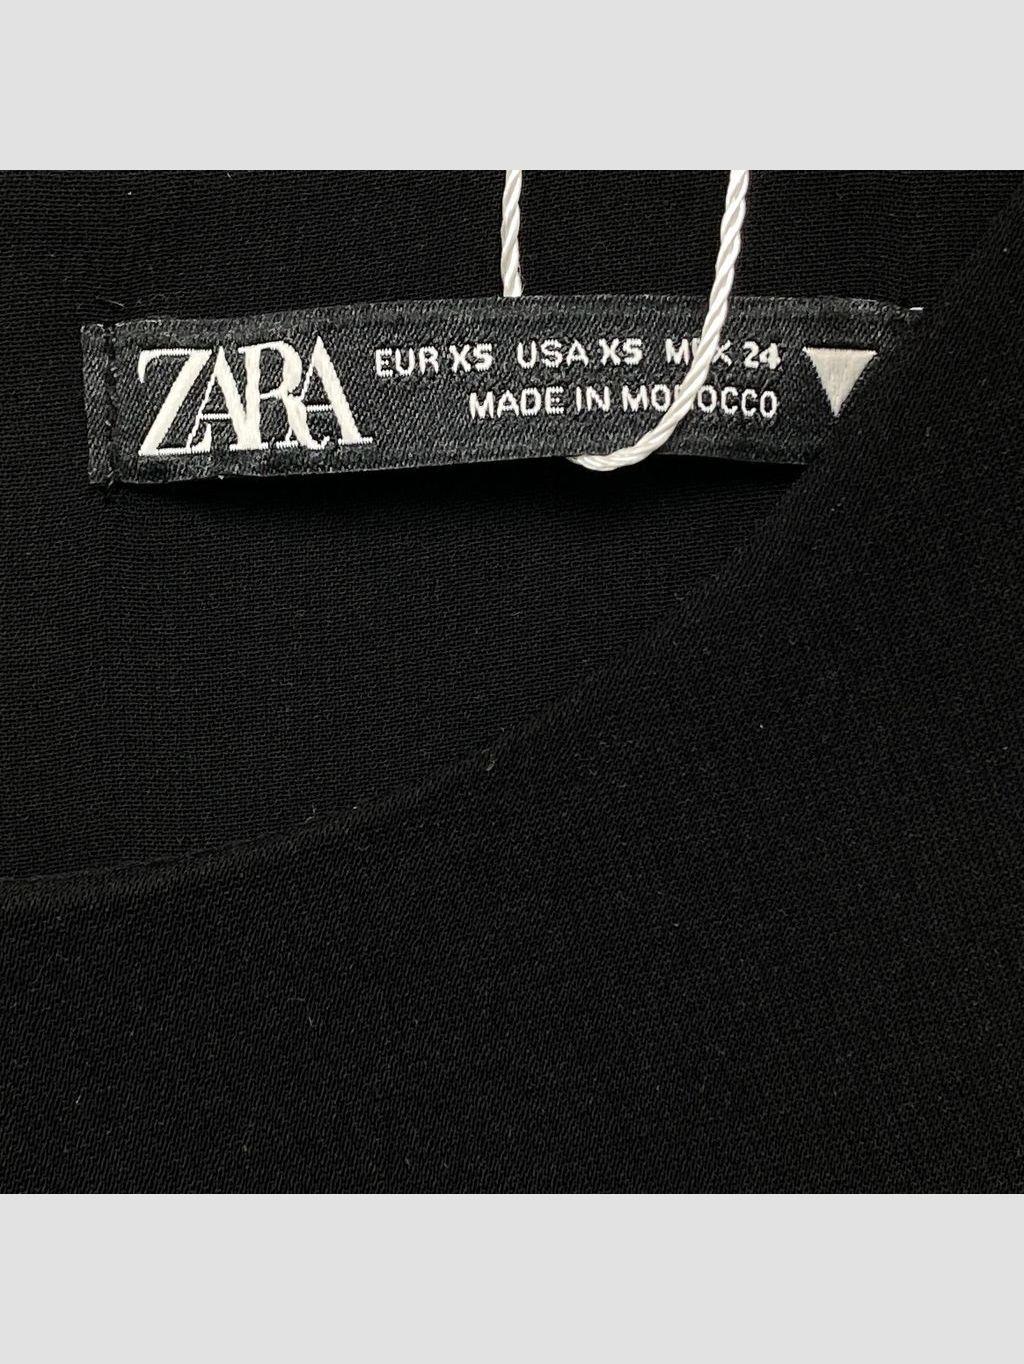 ZARA
EUR XS USA XS MEX 24
MADE IN MOROCCO